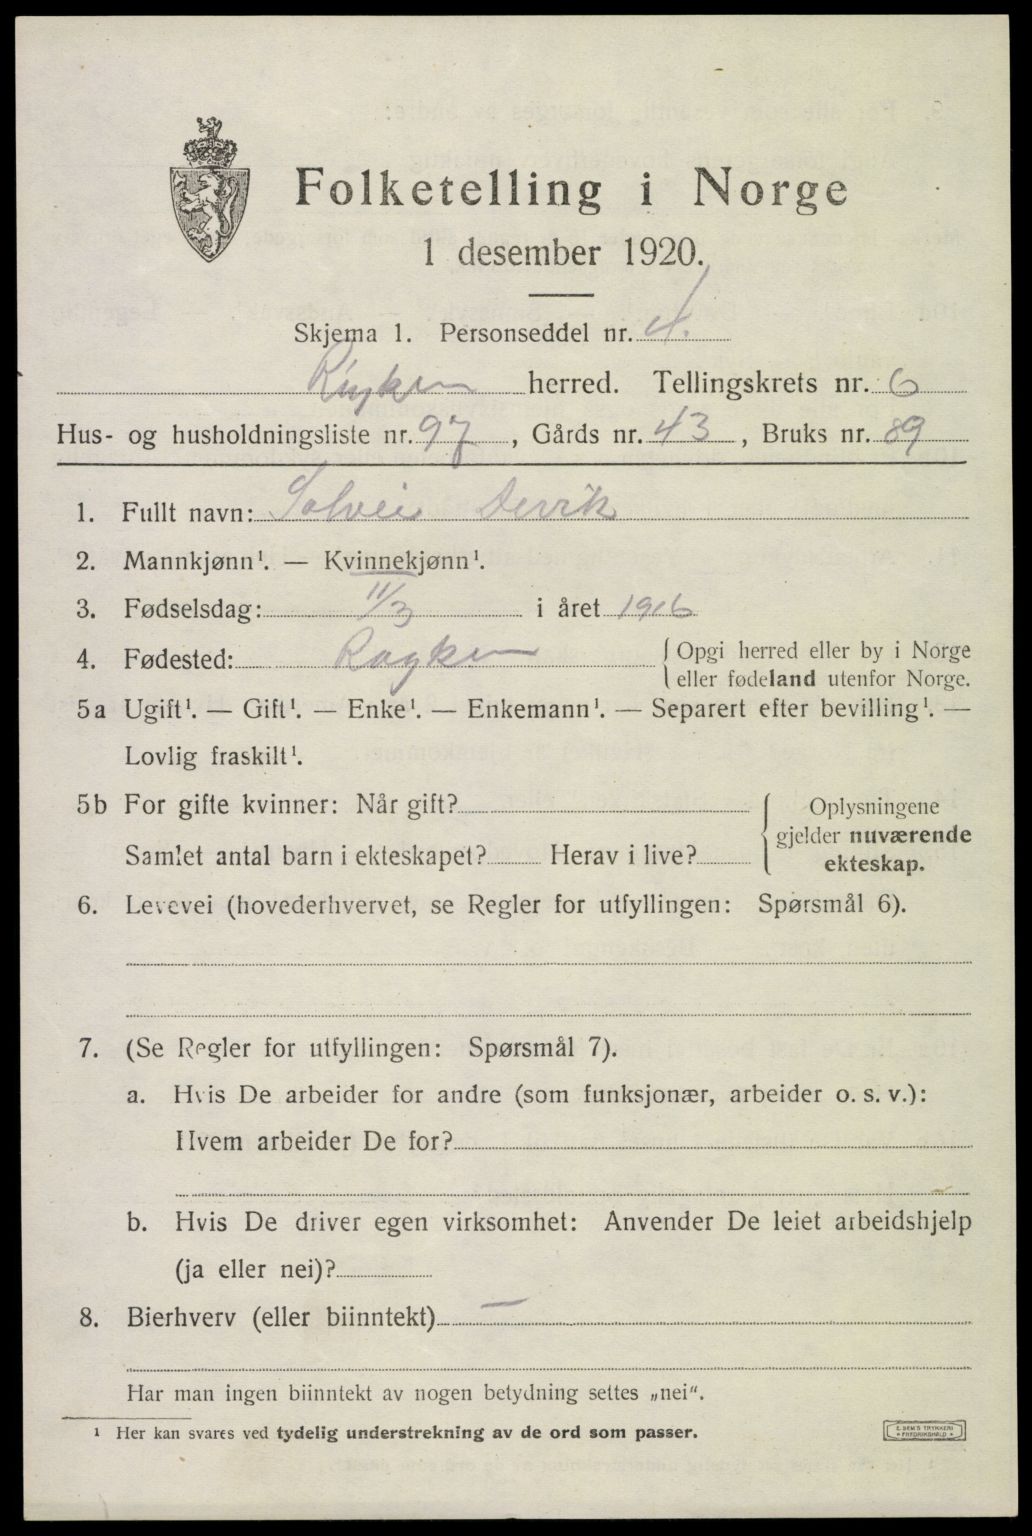 Folketelling i Norge
1 desember 1920.
Skjema 1. Personseddel nr. 4.
Røyken herred. Tellingskrets nr. 6
Hus- og husholdningsliste nr. 97, Gårds nr. 43, Bruks nr. 89
1. Fullt navn: Solveig Dervik
2. Mannkjønn¹. — Kvinnekjønn¹.
3. Fødselsdag: 11/3 i året 1916
4. Fødested: Røyken { Opgi herred eller by i Norge
eller fødeland utenfor Norge.
5a Ugift¹. — Gift¹. — Enke¹. — Enkemann¹. — Separert efter bevilling¹. —
Lovlig fraskilt¹.
5b For gifte kvinner: Når gift?
Samlet antal barn i ekteskapet? Herav i live?
Oplysningene
gjelder nuværende
ekteskap.
6. Levevei (hovederhvervet, se Regler for utfyllingen: Spørsmål 6).
7. (Se Regler for utfyllingen: Spørsmål 7).
a. Hvis De arbeider for andre (som funksjonær, arbeider o. s. v.):
Hvem arbeider De for?
b. Hvis De driver egen virksomhet: Anvender De leiet arbeidshjelp
(ja eller nei)?
8. Bierhverv (eller biinntekt) —
Har man ingen biinntekt av nogen betydning settes „nei“.
¹ Her kan svares ved tydelig understrekning av de ord som passer.
E. SEM'S TRYKKERI
FREDRIKSHALD